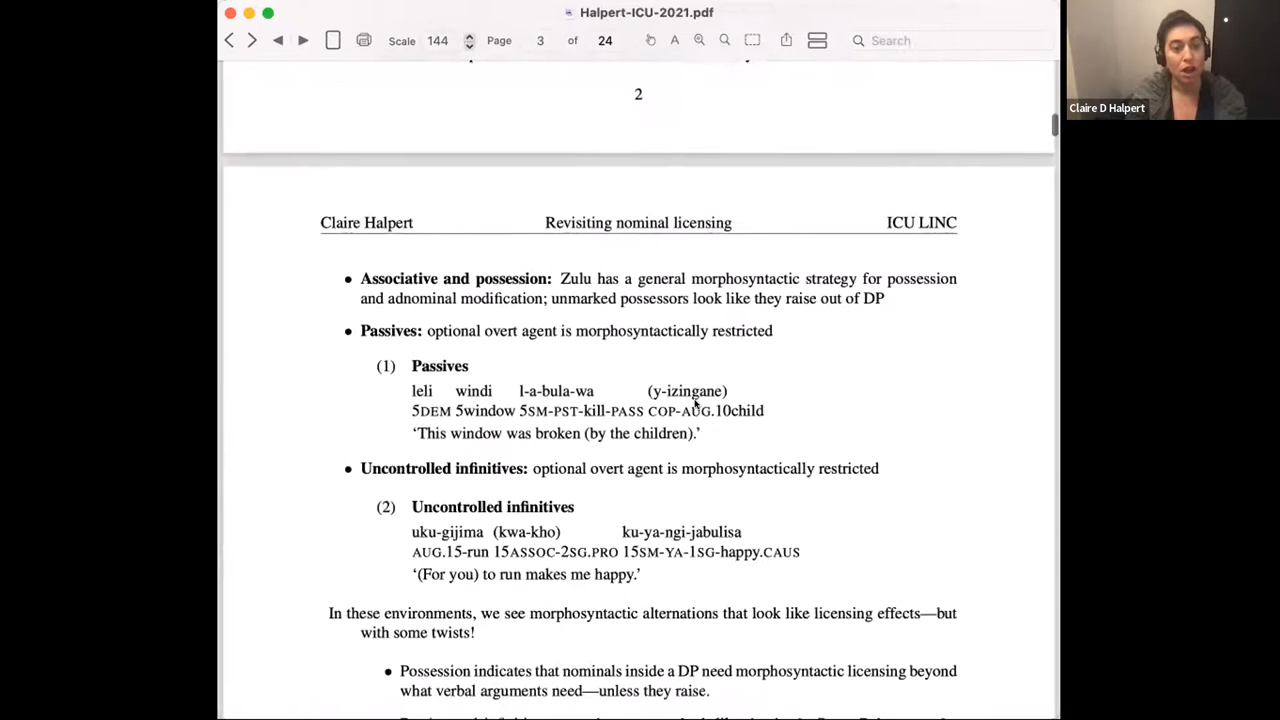 Halpert-ICU-2021.pdf
Scale 144 Page 3 of 24 A Search
Claire D Halpert
2
Claire Halpert Revisiting nominal licensing ICU LINC
• Associative and possession: Zulu has a general morphosyntactic strategy for possession
and adnominal modification; unmarked possessors look like they raise out of DP
• Passives: optional overt agent is morphosyntactically restricted
(1) Passives
leli windi l-a-bula-wa (y-izingane)
5DEM 5window 5SM-PST-kill-PASS COP-AUG.10child
‘This window was broken (by the children).’
• Uncontrolled infinitives: optional overt agent is morphosyntactically restricted
(2) Uncontrolled infinitives
uku-gijima (kwa-kho) ku-ya-ngi-jabulisa
AUG.15-run 15ASSOC-2SG.PRO 15SM-YA-1SG-happy.CAUS
‘(For you) to run makes me happy.’
In these environments, we see morphosyntactic alternations that look like licensing effects—but
with some twists!
• Possession indicates that nominals inside a DP need morphosyntactic licensing beyond
what verbal arguments need—unless they raise.